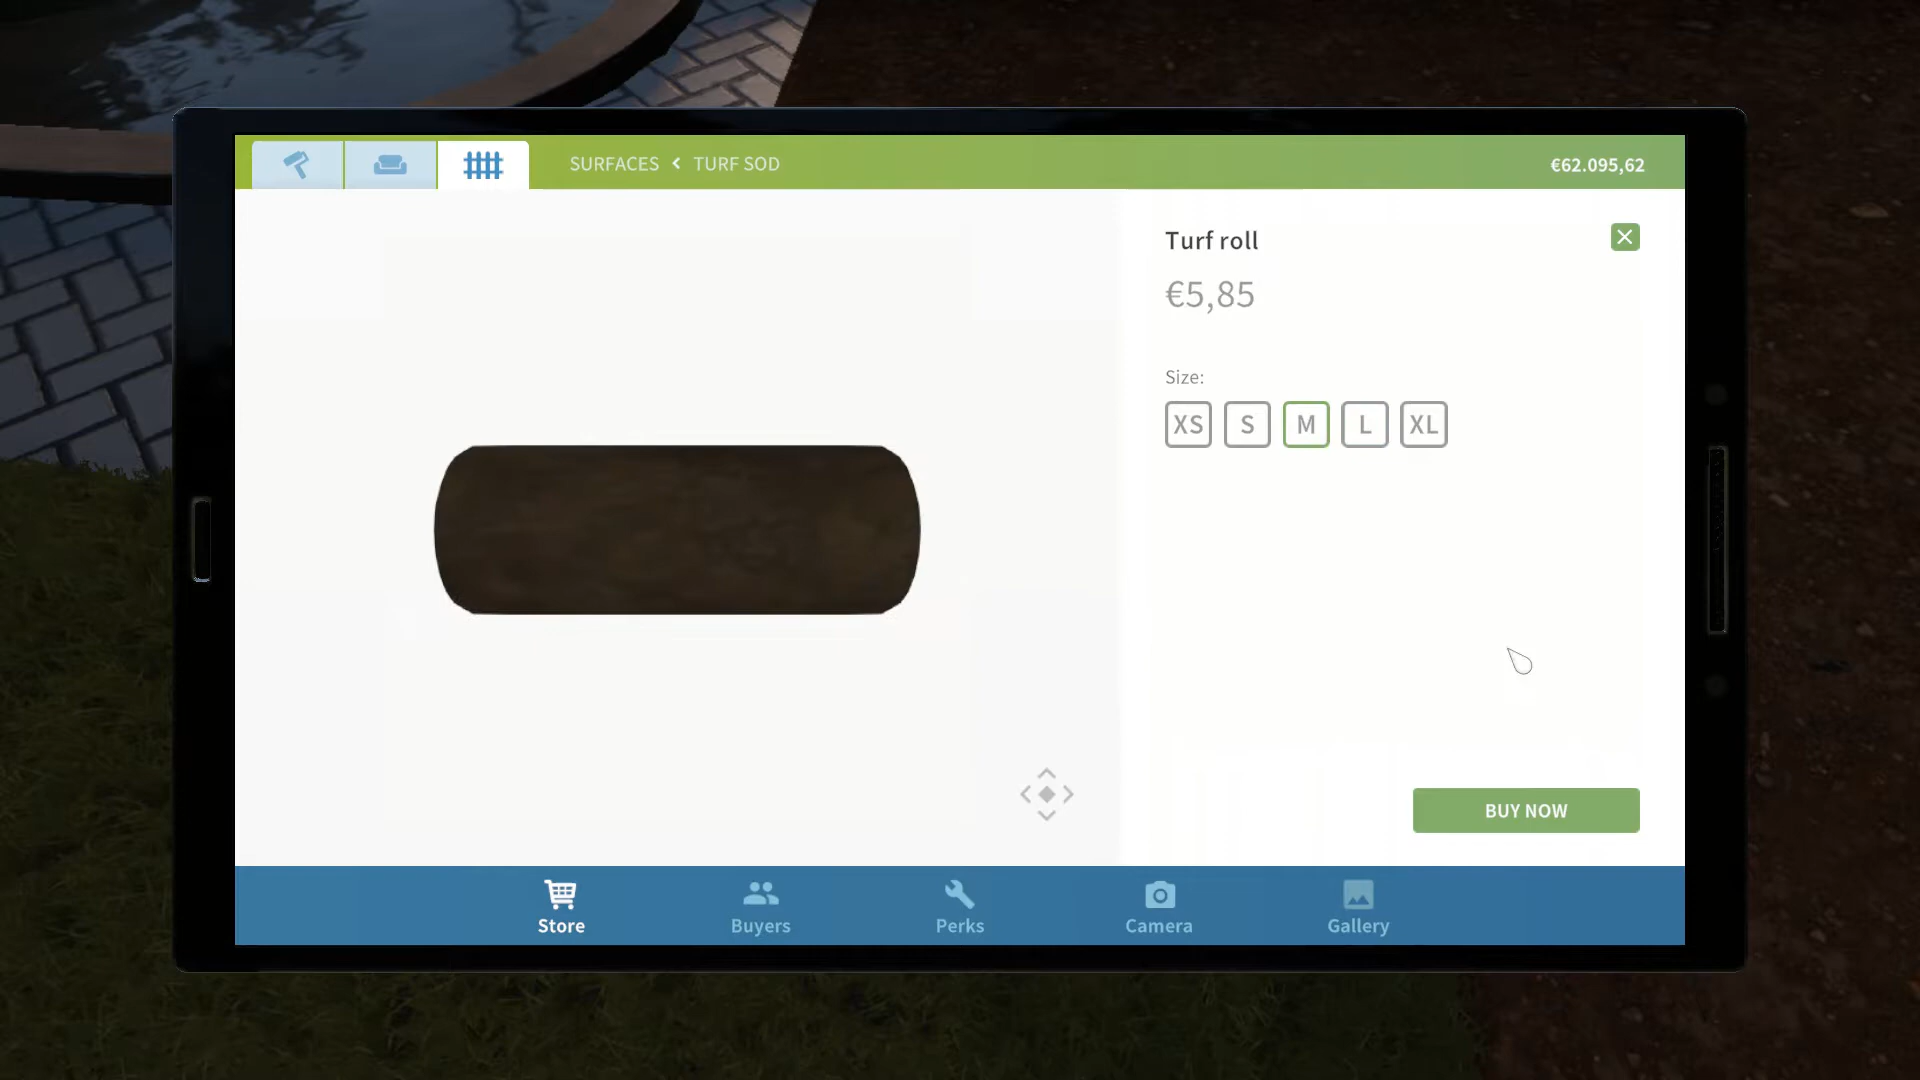 SURFACES < TURF SOD
€62.095,62
Turf roll
€5,85
Size:
XS S M L XL
BUY NOW
Store Buyers Perks Camera Gallery